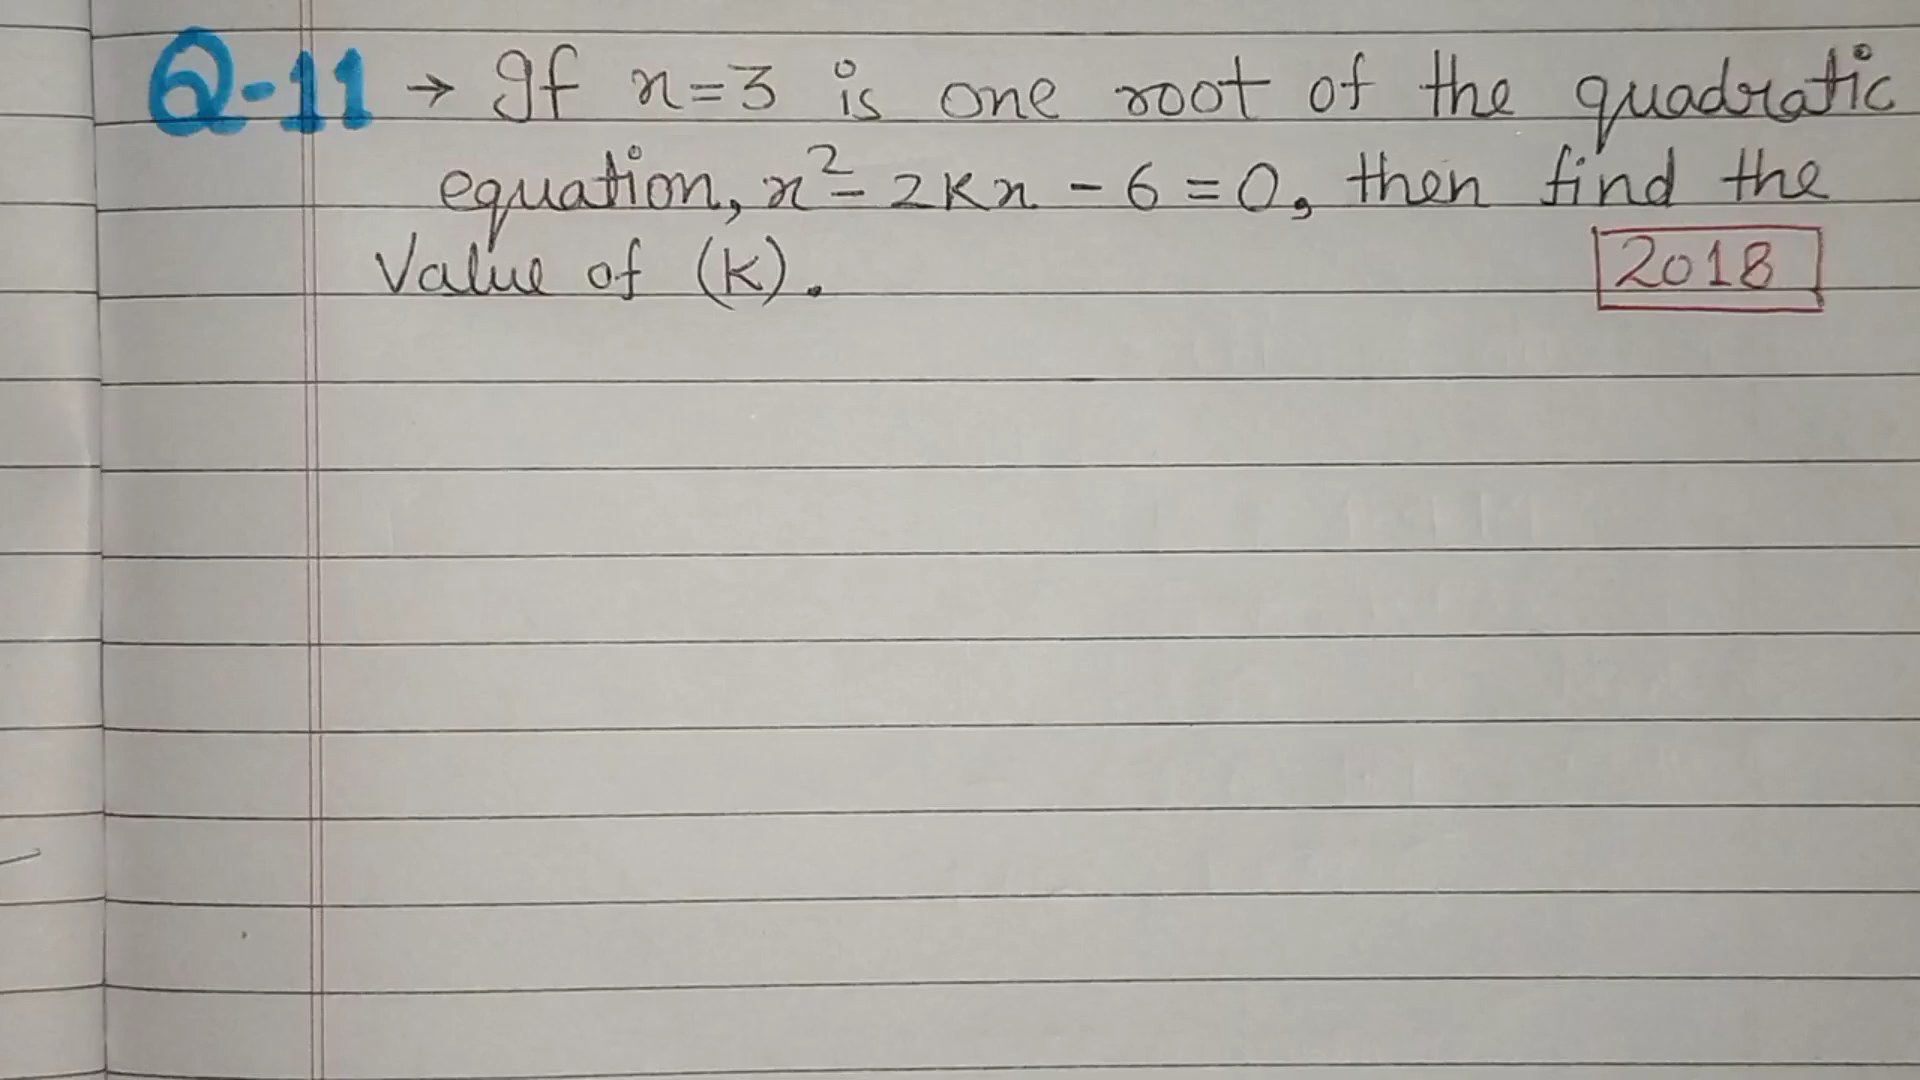 Q-11 → If x=3 is one root of the quadratic
equation, x²- 2kx - 6 = 0, then find the
Value of (k).
2018